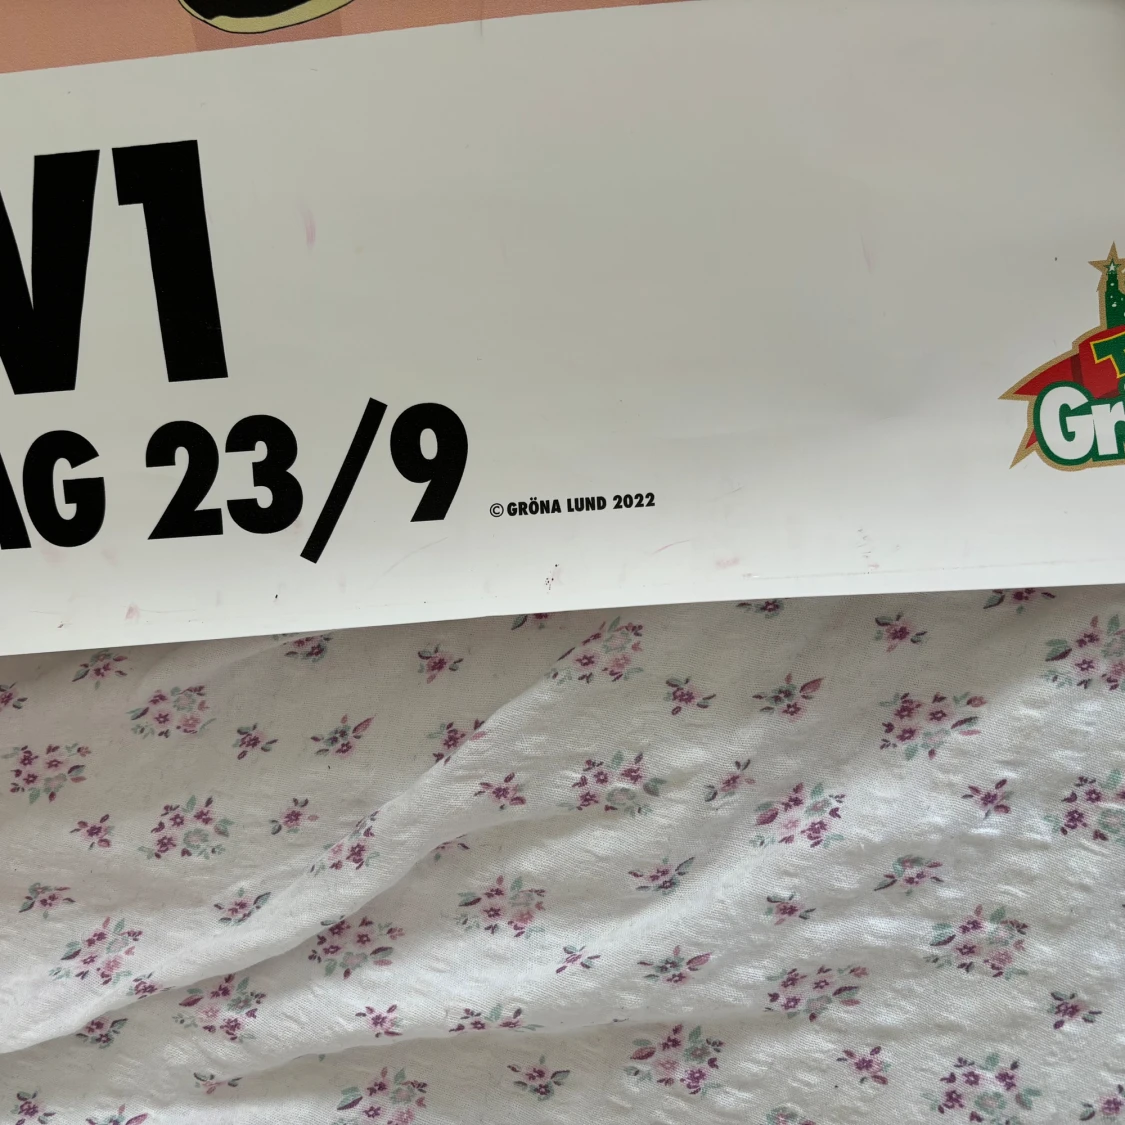 V1
AG 23/9
© GRÖNA LUND 2022
Gr